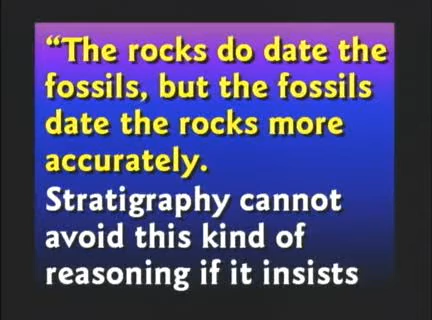 “The rocks do date the
fossils, but the fossils
date the rocks more
accurately.
Stratigraphy cannot
avoid this kind of
reasoning if it insists